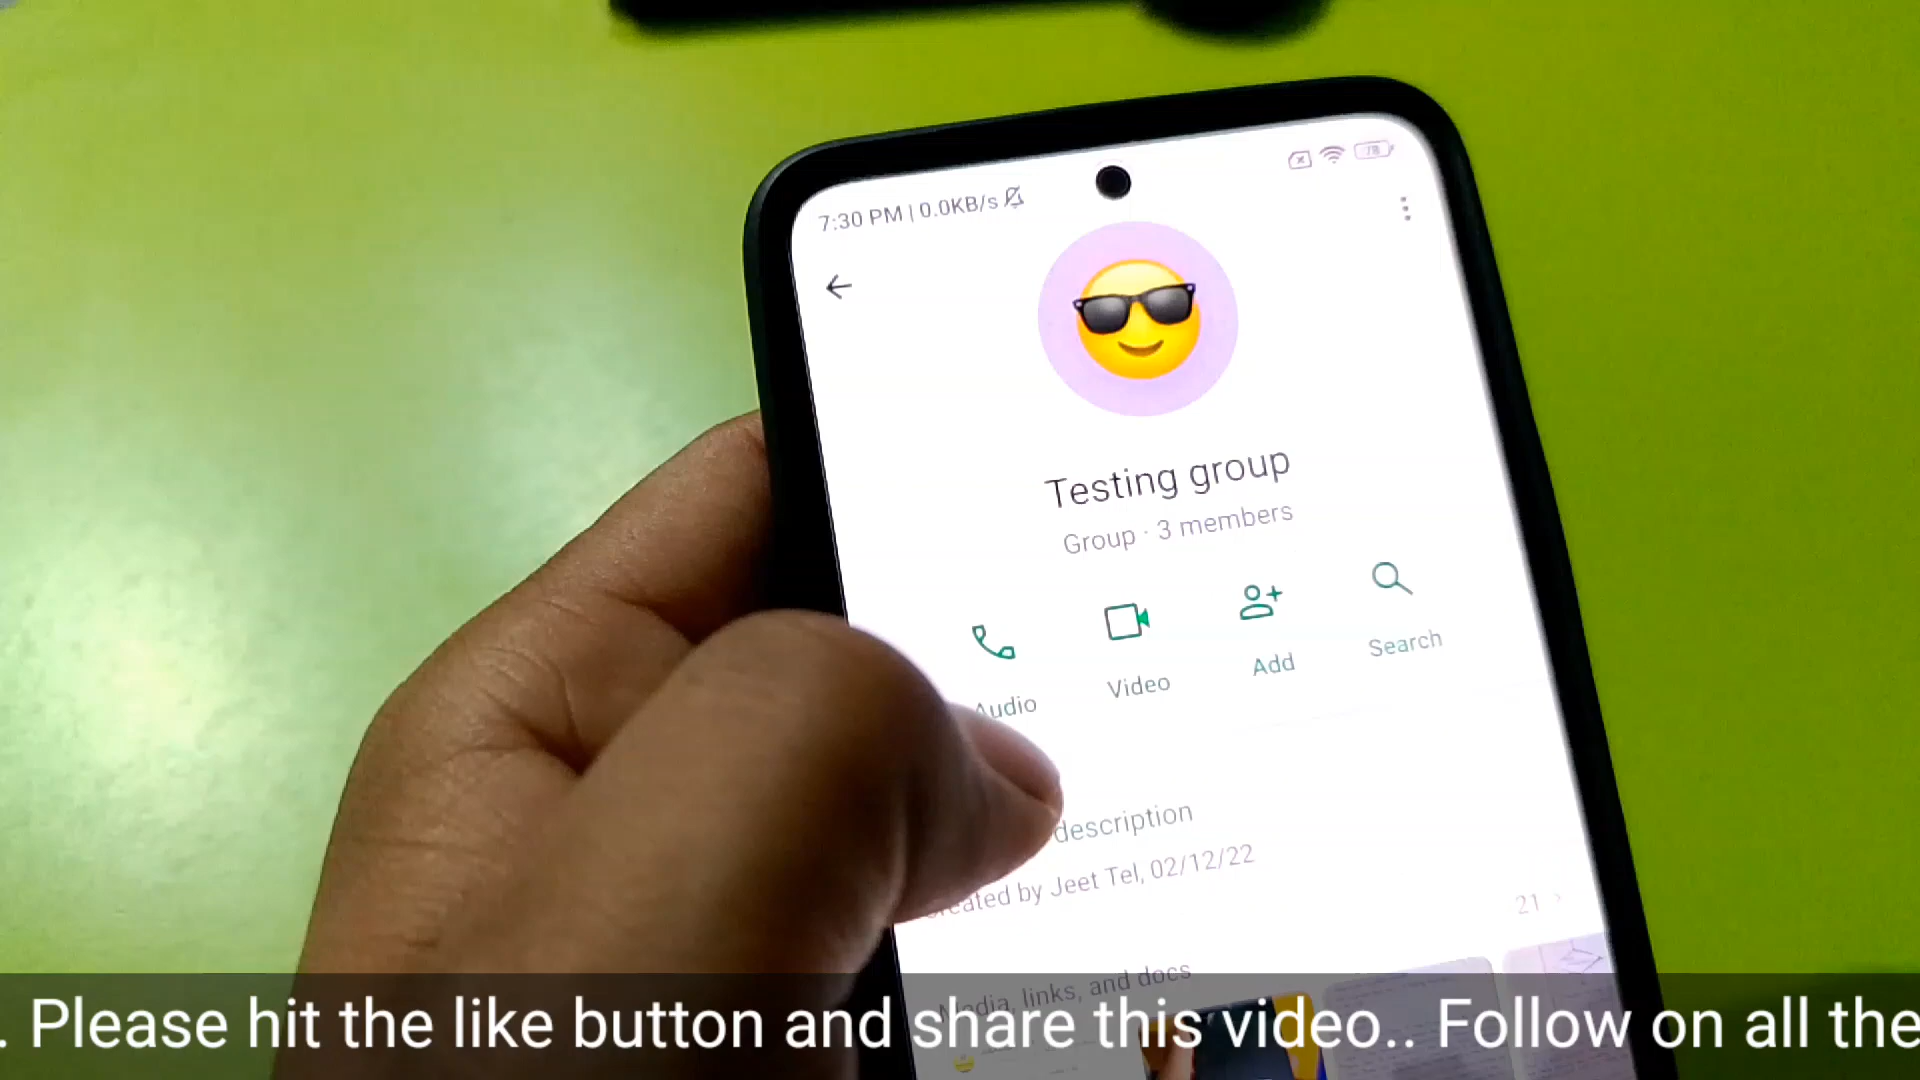 7:30 PM | 0.0KB/s
78
Testing group
Group · 3 members
Audio
Video
Add
Search
description
Created by Jeet Tel, 02/12/22
Media, links, and docs
21 >
. Please hit the like button and share this video.. Follow on all the